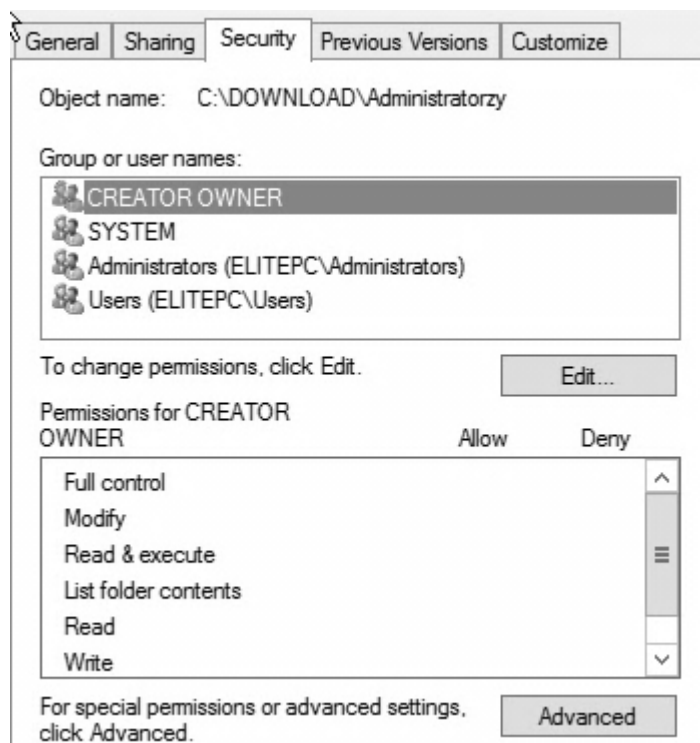 General Sharing Security Previous Versions Customize
Object name: C:\DOWNLOAD\Administratorzy
Group or user names:
CREATOR OWNER
SYSTEM
Administrators (ELITEPC\Administrators)
Users (ELITEPC\Users)
To change permissions, click Edit.
Edit...
Permissions for CREATOR
OWNER Allow Deny
Full control
Modify
Read & execute
List folder contents
Read
Write
For special permissions or advanced settings,
click Advanced.
Advanced